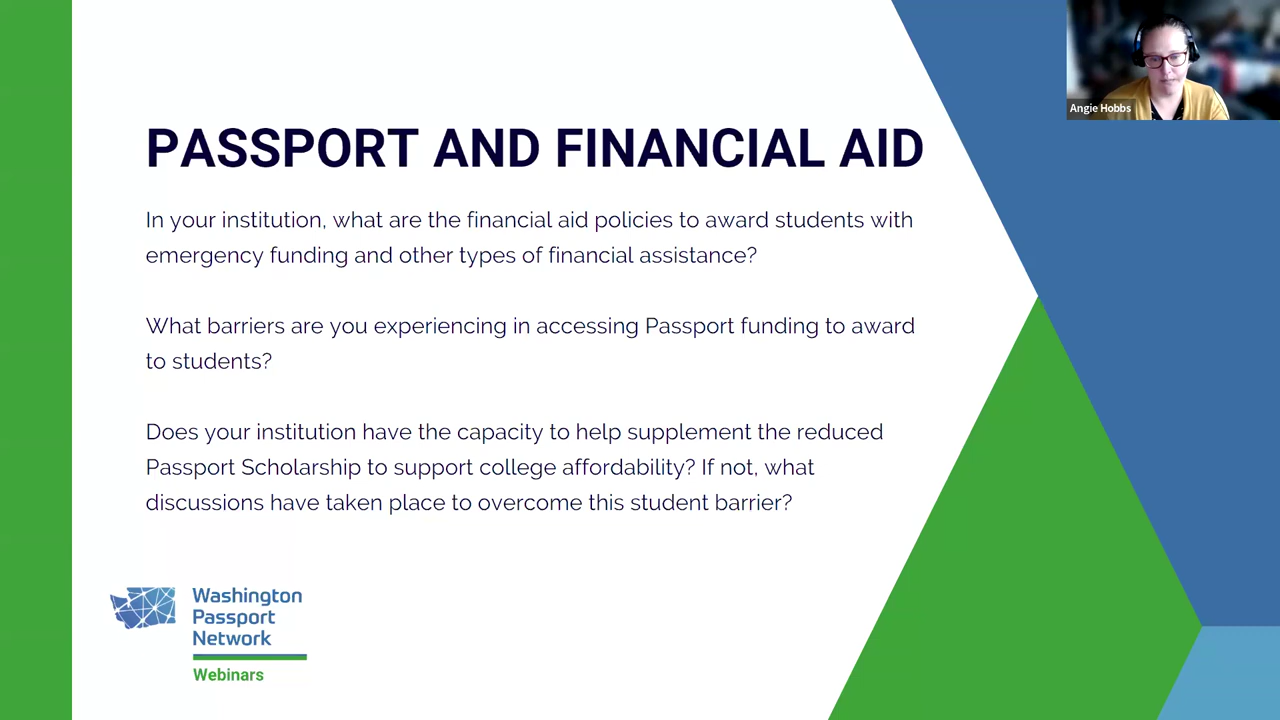 Angie Hobbs
PASSPORT AND FINANCIAL AID
In your institution, what are the financial aid policies to award students with
emergency funding and other types of financial assistance?
What barriers are you experiencing in accessing Passport funding to award
to students?
Does your institution have the capacity to help supplement the reduced
Passport Scholarship to support college affordability? If not, what
discussions have taken place to overcome this student barrier?
Washington
Passport
Network
Webinars